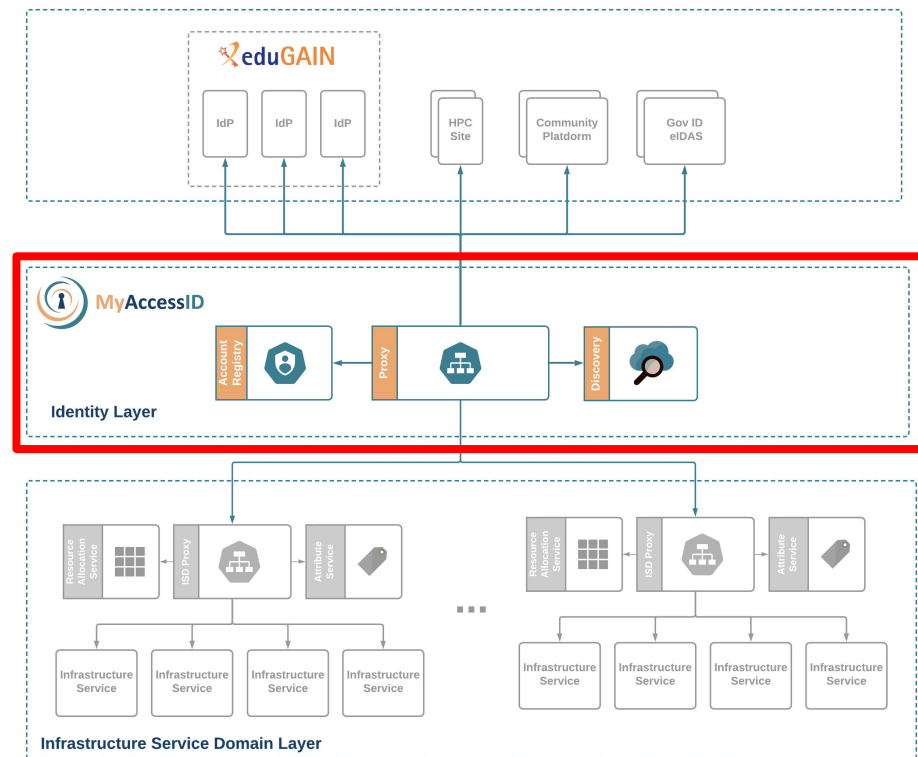 eduGAIN
IdP
IdP
IdP
HPC
Site
Community
Platdorm
Gov ID
eIDAS
MyAccessID
Account
Registry
Proxy
Discovery
Identity Layer
Resource
Allocation
Service
ISD Proxy
Attribute
Service
...
Resource
Allocation
Service
ISD Proxy
Attribute
Service
Infrastructure
Service
Infrastructure
Service
Infrastructure
Service
Infrastructure
Service
Infrastructure
Service
Infrastructure
Service
Infrastructure
Service
Infrastructure
Service
Infrastructure Service Domain Layer